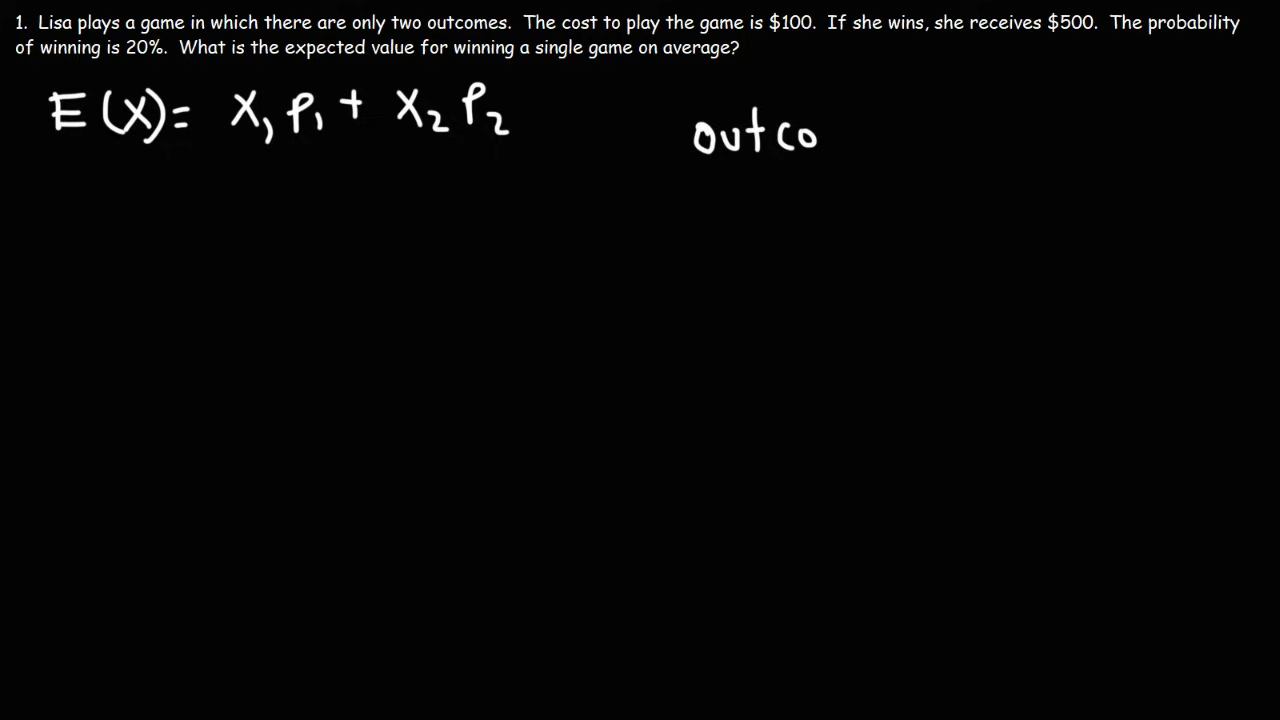 1. Lisa plays a game in which there are only two outcomes. The cost to play the game is $100. If she wins, she receives $500. The probability
of winning is 20%. What is the expected value for winning a single game on average?
E(X)= X₁ P₁ + X₂ P₂
outco